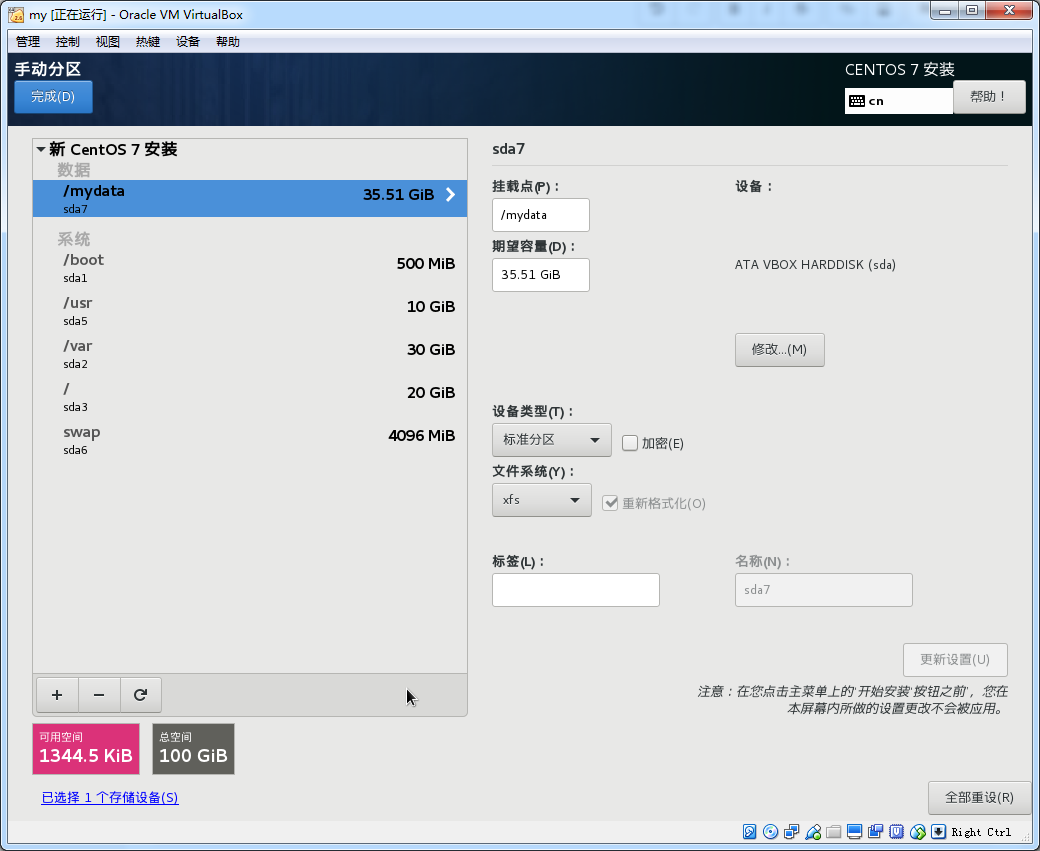 my [正在运行] - Oracle VM VirtualBox
管理 控制 视图 热键 设备 帮助
手动分区
CENTOS 7 安装
完成(D)
cn
帮助！
新 CentOS 7 安装
数据
/mydata 35.51 GiB
sda7
系统
/boot 500 MiB
sda1
/usr 10 GiB
sda5
/var 30 GiB
sda2
/ 20 GiB
sda3
swap 4096 MiB
sda6
可用空间
1344.5 KiB
总空间
100 GiB
已选择 1 个存储设备(S)
sda7
挂载点(P)：
/mydata
期望容量(D)：
35.51 GiB
设备：
ATA VBOX HARDDISK (sda)
修改...(M)
设备类型(T)：
标准分区
加密(E)
文件系统(Y)：
xfs
重新格式化(O)
标签(L)：
名称(N)：
sda7
更新设置(U)
注意：在您点击主菜单上的'开始安装'按钮之前'，您在
本屏幕内所做的设置更改不会被应用。
全部重设(R)
Right Ctrl